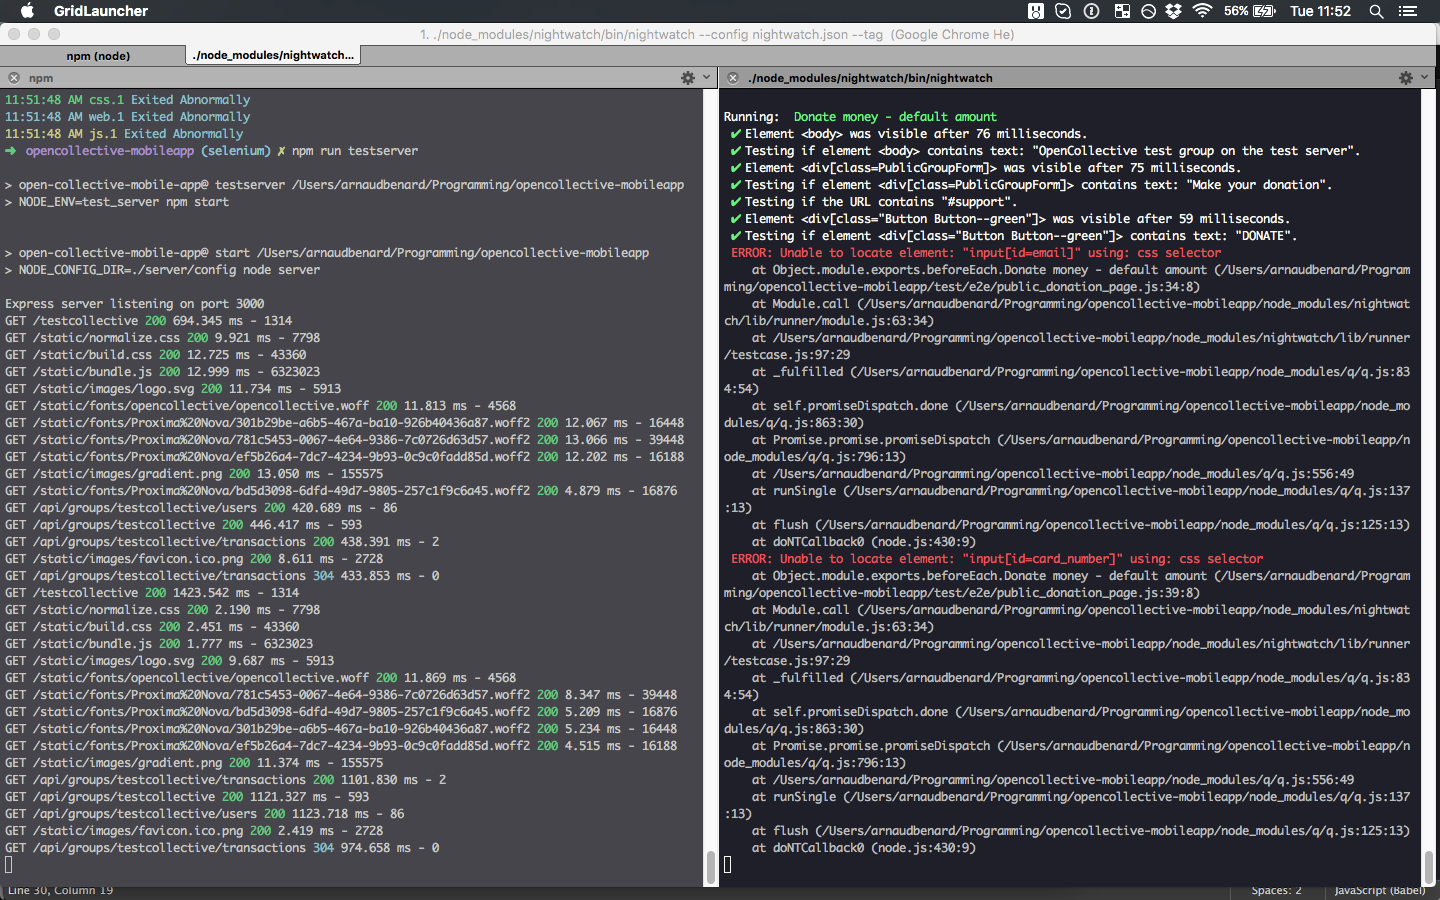 GridLauncher
56%
Tue 11:52
1. ./node_modules/nightwatch/bin/nightwatch --config nightwatch.json --tag  (Google Chrome He)
npm (node)
./node_modules/nightwatch...
npm
./node_modules/nightwatch/bin/nightwatch
11:51:48 AM css.1 Exited Abnormally
11:51:48 AM web.1 Exited Abnormally
11:51:48 AM js.1 Exited Abnormally
➜  opencollective-mobileapp (selenium) ✗ npm run testserver
> open-collective-mobile-app@ testserver /Users/arnaudbenard/Programming/opencollective-mobileapp
> NODE_ENV=test_server npm start
> open-collective-mobile-app@ start /Users/arnaudbenard/Programming/opencollective-mobileapp
> NODE_CONFIG_DIR=./server/config node server
Express server listening on port 3000
GET /testcollective 200 694.345 ms - 1314
GET /static/normalize.css 200 9.921 ms - 7798
GET /static/build.css 200 12.725 ms - 43360
GET /static/bundle.js 200 12.999 ms - 6323023
GET /static/images/logo.svg 200 11.734 ms - 5913
GET /static/fonts/opencollective/opencollective.woff 200 11.813 ms - 4568
GET /static/fonts/Proxima%20Nova/301b29be-a6b5-467a-ba10-926b40436a87.woff2 200 12.067 ms - 16448
GET /static/fonts/Proxima%20Nova/781c5453-0067-4e64-9386-7c0726d63d57.woff2 200 13.066 ms - 39448
GET /static/fonts/Proxima%20Nova/ef5b26a4-7dc7-4234-9b93-0c9c0fadd85d.woff2 200 12.202 ms - 16188
GET /static/images/gradient.png 200 13.050 ms - 155575
GET /static/fonts/Proxima%20Nova/bd5d3098-6dfd-49d7-9805-257c1f9c6a45.woff2 200 4.879 ms - 16876
GET /api/groups/testcollective/users 200 420.689 ms - 86
GET /api/groups/testcollective 200 446.417 ms - 593
GET /api/groups/testcollective/transactions 200 438.391 ms - 2
GET /static/images/favicon.ico.png 200 8.611 ms - 2728
GET /api/groups/testcollective/transactions 304 433.853 ms - 0
GET /testcollective 200 1423.542 ms - 1314
GET /static/normalize.css 200 2.190 ms - 7798
GET /static/build.css 200 2.451 ms - 43360
GET /static/bundle.js 200 1.777 ms - 6323023
GET /static/images/logo.svg 200 9.687 ms - 5913
GET /static/fonts/opencollective/opencollective.woff 200 11.869 ms - 4568
GET /static/fonts/Proxima%20Nova/781c5453-0067-4e64-9386-7c0726d63d57.woff2 200 8.347 ms - 39448
GET /static/fonts/Proxima%20Nova/bd5d3098-6dfd-49d7-9805-257c1f9c6a45.woff2 200 5.209 ms - 16876
GET /static/fonts/Proxima%20Nova/301b29be-a6b5-467a-ba10-926b40436a87.woff2 200 5.234 ms - 16448
GET /static/fonts/Proxima%20Nova/ef5b26a4-7dc7-4234-9b93-0c9c0fadd85d.woff2 200 4.515 ms - 16188
GET /static/images/gradient.png 200 11.374 ms - 155575
GET /api/groups/testcollective/transactions 200 1101.830 ms - 2
GET /api/groups/testcollective 200 1121.327 ms - 593
GET /api/groups/testcollective/users 200 1123.718 ms - 86
GET /static/images/favicon.ico.png 200 2.419 ms - 2728
GET /api/groups/testcollective/transactions 304 974.658 ms - 0
Running:  Donate money - default amount
✔ Element <body> was visible after 76 milliseconds.
✔ Testing if element <body> contains text: "OpenCollective test group on the test server".
✔ Element <div[class=PublicGroupForm]> was visible after 75 milliseconds.
✔ Testing if element <div[class=PublicGroupForm]> contains text: "Make your donation".
✔ Testing if the URL contains "#support".
✔ Element <div[class="Button Button--green"]> was visible after 59 milliseconds.
✔ Testing if element <div[class="Button Button--green"]> contains text: "DONATE".
ERROR: Unable to locate element: "input[id=email]" using: css selector
at Object.module.exports.beforeEach.Donate money - default amount (/Users/arnaudbenard/Program
ming/opencollective-mobileapp/test/e2e/public_donation_page.js:34:8)
at Module.call (/Users/arnaudbenard/Programming/opencollective-mobileapp/node_modules/nightwat
ch/lib/runner/module.js:63:34)
at /Users/arnaudbenard/Programming/opencollective-mobileapp/node_modules/nightwatch/lib/runner
/testcase.js:97:29
at _fulfilled (/Users/arnaudbenard/Programming/opencollective-mobileapp/node_modules/q/q.js:83
4:54)
at self.promiseDispatch.done (/Users/arnaudbenard/Programming/opencollective-mobileapp/node_mo
dules/q/q.js:863:30)
at Promise.promise.promiseDispatch (/Users/arnaudbenard/Programming/opencollective-mobileapp/n
ode_modules/q/q.js:796:13)
at /Users/arnaudbenard/Programming/opencollective-mobileapp/node_modules/q/q.js:556:49
at runSingle (/Users/arnaudbenard/Programming/opencollective-mobileapp/node_modules/q/q.js:137
:13)
at flush (/Users/arnaudbenard/Programming/opencollective-mobileapp/node_modules/q/q.js:125:13)
at doNTCallback0 (node.js:430:9)
ERROR: Unable to locate element: "input[id=card_number]" using: css selector
at Object.module.exports.beforeEach.Donate money - default amount (/Users/arnaudbenard/Program
ming/opencollective-mobileapp/test/e2e/public_donation_page.js:39:8)
at Module.call (/Users/arnaudbenard/Programming/opencollective-mobileapp/node_modules/nightwat
ch/lib/runner/module.js:63:34)
at /Users/arnaudbenard/Programming/opencollective-mobileapp/node_modules/nightwatch/lib/runner
/testcase.js:97:29
at _fulfilled (/Users/arnaudbenard/Programming/opencollective-mobileapp/node_modules/q/q.js:83
4:54)
at self.promiseDispatch.done (/Users/arnaudbenard/Programming/opencollective-mobileapp/node_mo
dules/q/q.js:863:30)
at Promise.promise.promiseDispatch (/Users/arnaudbenard/Programming/opencollective-mobileapp/n
ode_modules/q/q.js:796:13)
at /Users/arnaudbenard/Programming/opencollective-mobileapp/node_modules/q/q.js:556:49
at runSingle (/Users/arnaudbenard/Programming/opencollective-mobileapp/node_modules/q/q.js:137
:13)
at flush (/Users/arnaudbenard/Programming/opencollective-mobileapp/node_modules/q/q.js:125:13)
at doNTCallback0 (node.js:430:9)
Line 30, Column 19
Spaces: 2
JavaScript (Babel)